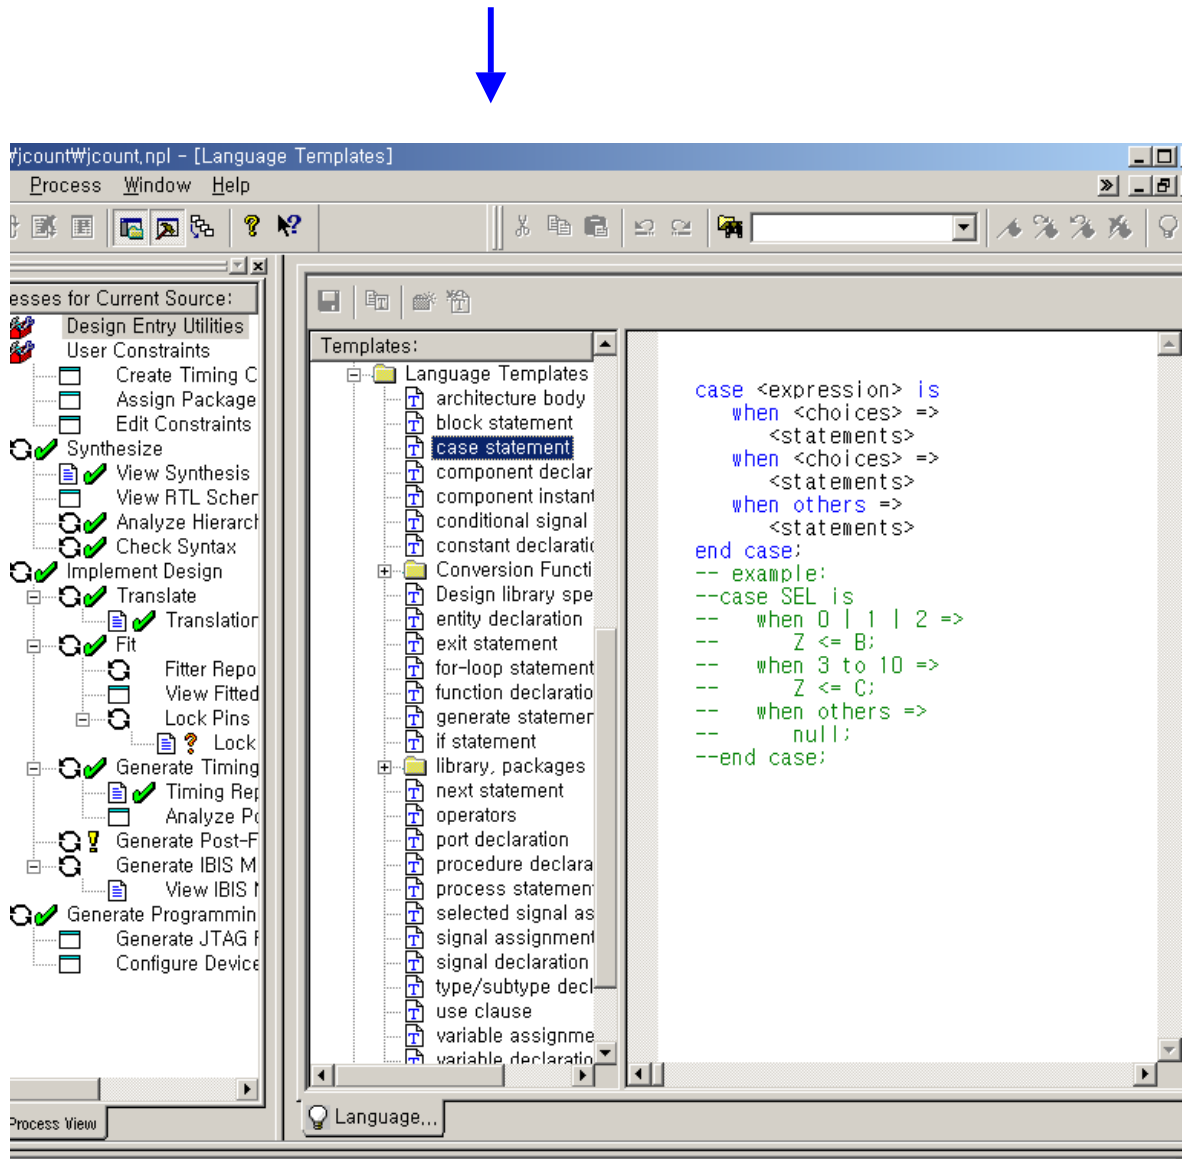 ₩jcount₩jcount.npl - [Language Templates]
Process Window Help
esses for Current Source:
Design Entry Utilities
User Constraints
Create Timing C
Assign Package
Edit Constraints
Synthesize
View Synthesis
View RTL Scher
Analyze Hierarch
Check Syntax
Implement Design
Translate
Translation
Fit
Fitter Repo
View Fitted
Lock Pins
Lock
Generate Timing
Timing Rep
Analyze Po
Generate Post-F
Generate IBIS M
View IBIS M
Generate Programmin
Generate JTAG F
Configure Device
Process View
Templates:
Language Templates
architecture body
block statement
case statement
component declar
component instant
conditional signal
constant declaratio
Conversion Functi
Design library spe
entity declaration
exit statement
for-loop statement
function declaratio
generate statemen
if statement
library, packages
next statement
operators
port declaration
procedure declara
process statement
selected signal as
signal assignment
signal declaration
type/subtype decl
use clause
variable assignme
variable declaratio
case <expression> is
when <choices> =>
<statements>
when <choices> =>
<statements>
when others =>
<statements>
end case;
-- example:
--case SEL is
-- when 0 | 1 | 2 =>
-- Z <= B;
-- when 3 to 10 =>
-- Z <= C;
-- when others =>
-- null;
--end case;
Language...